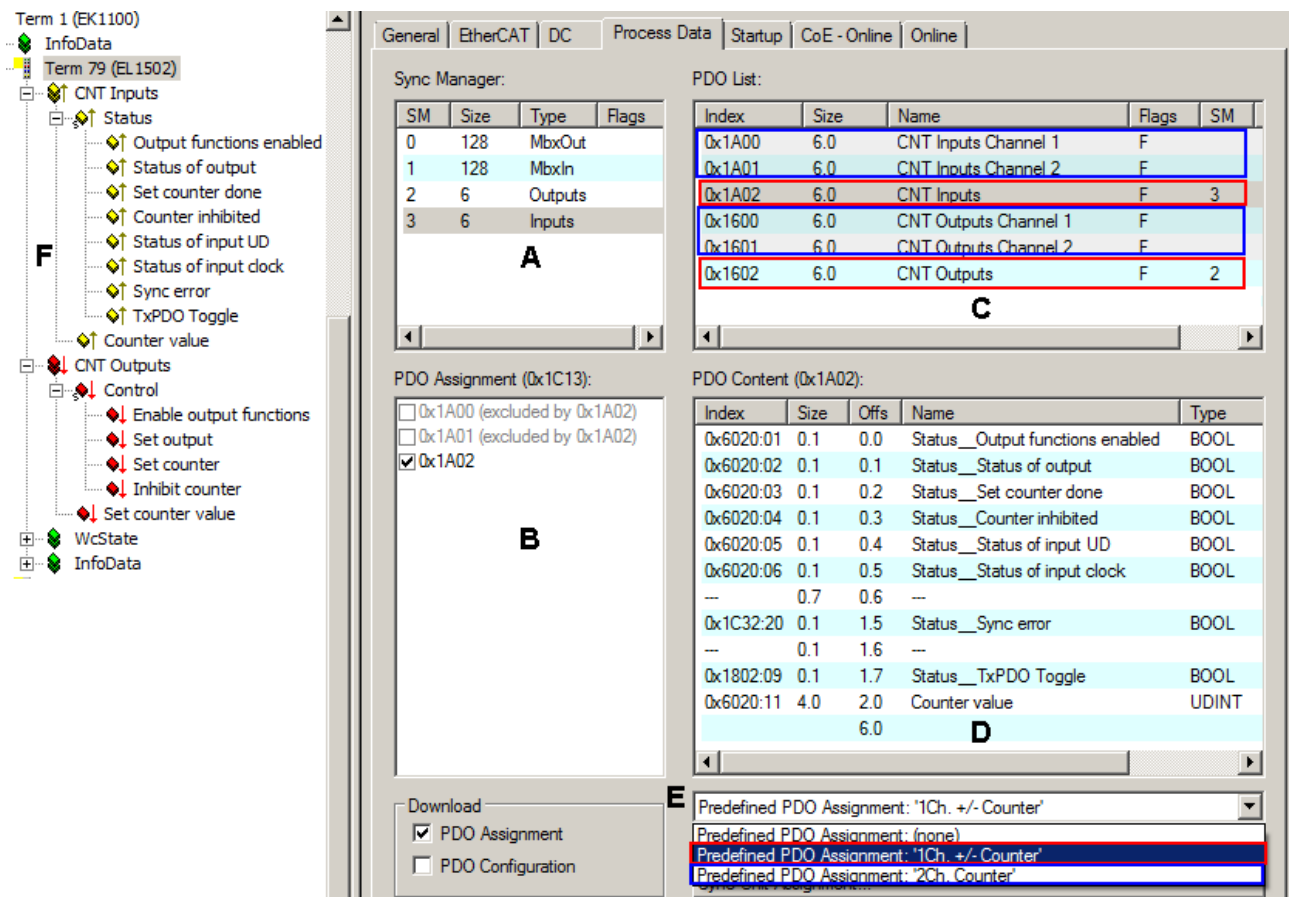 Term 1 (EK1100)
InfoData
Term 79 (EL1502)
CNT Inputs
Status
Output functions enabled
Status of output
Set counter done
Counter inhibited
Status of input UD
Status of input clock
Sync error
TxPDO Toggle
Counter value
CNT Outputs
Control
Enable output functions
Set output
Set counter
Inhibit counter
Set counter value
WcState
InfoData
F
General EtherCAT DC Process Data Startup CoE - Online Online
Sync Manager:
SM Size Type Flags
0 128 MbxOut
1 128 MbxIn
2 6 Outputs
3 6 Inputs
A
PDO List:
Index Size Name Flags SM
0x1A00 6.0 CNT Inputs Channel 1 F
0x1A01 6.0 CNT Inputs Channel 2 F
0x1A02 6.0 CNT Inputs F 3
0x1600 6.0 CNT Outputs Channel 1 F
0x1601 6.0 CNT Outputs Channel 2 F
0x1602 6.0 CNT Outputs F 2
C
PDO Assignment (0x1C13):
0x1A00 (excluded by 0x1A02)
0x1A01 (excluded by 0x1A02)
0x1A02
B
PDO Content (0x1A02):
Index Size Offs Name Type
0x6020:01 0.1 0.0 Status__Output functions enabled BOOL
0x6020:02 0.1 0.1 Status__Status of output BOOL
0x6020:03 0.1 0.2 Status__Set counter done BOOL
0x6020:04 0.1 0.3 Status__Counter inhibited BOOL
0x6020:05 0.1 0.4 Status__Status of input UD BOOL
0x6020:06 0.1 0.5 Status__Status of input clock BOOL
--- 0.7 0.6 ---
0x1C32:20 0.1 1.5 Status__Sync error BOOL
--- 0.1 1.6 ---
0x1802:09 0.1 1.7 Status__TxPDO Toggle BOOL
0x6020:11 4.0 2.0 Counter value UDINT
6.0
D
Download
PDO Assignment
PDO Configuration
E
Predefined PDO Assignment: '1Ch. +/- Counter'
Predefined PDO Assignment: (none)
Predefined PDO Assignment: '1Ch. +/- Counter'
Predefined PDO Assignment: '2Ch. Counter'
Sync Unit Assignment...